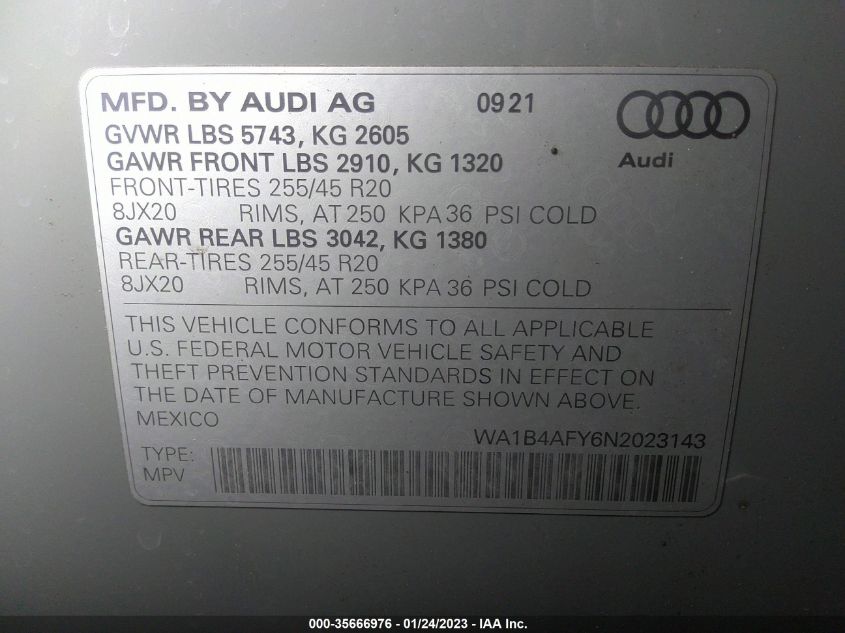 MFD. BY AUDI AG 09 21
GVWR LBS 5743, KG 2605
GAWR FRONT LBS 2910, KG 1320
Audi
FRONT-TIRES 255/45 R20
8JX20 RIMS, AT 250 KPA 36 PSI COLD
GAWR REAR LBS 3042, KG 1380
REAR-TIRES 255/45 R20
8JX20 RIMS, AT 250 KPA 36 PSI COLD
THIS VEHICLE CONFORMS TO ALL APPLICABLE
U.S. FEDERAL MOTOR VEHICLE SAFETY AND
THEFT PREVENTION STANDARDS IN EFFECT ON
THE DATE OF MANUFACTURE SHOWN ABOVE.
MEXICO
WA1B4AFY6N2023143
TYPE:
MPV
000-35666976 / 01/24/2023 - IAA Inc.